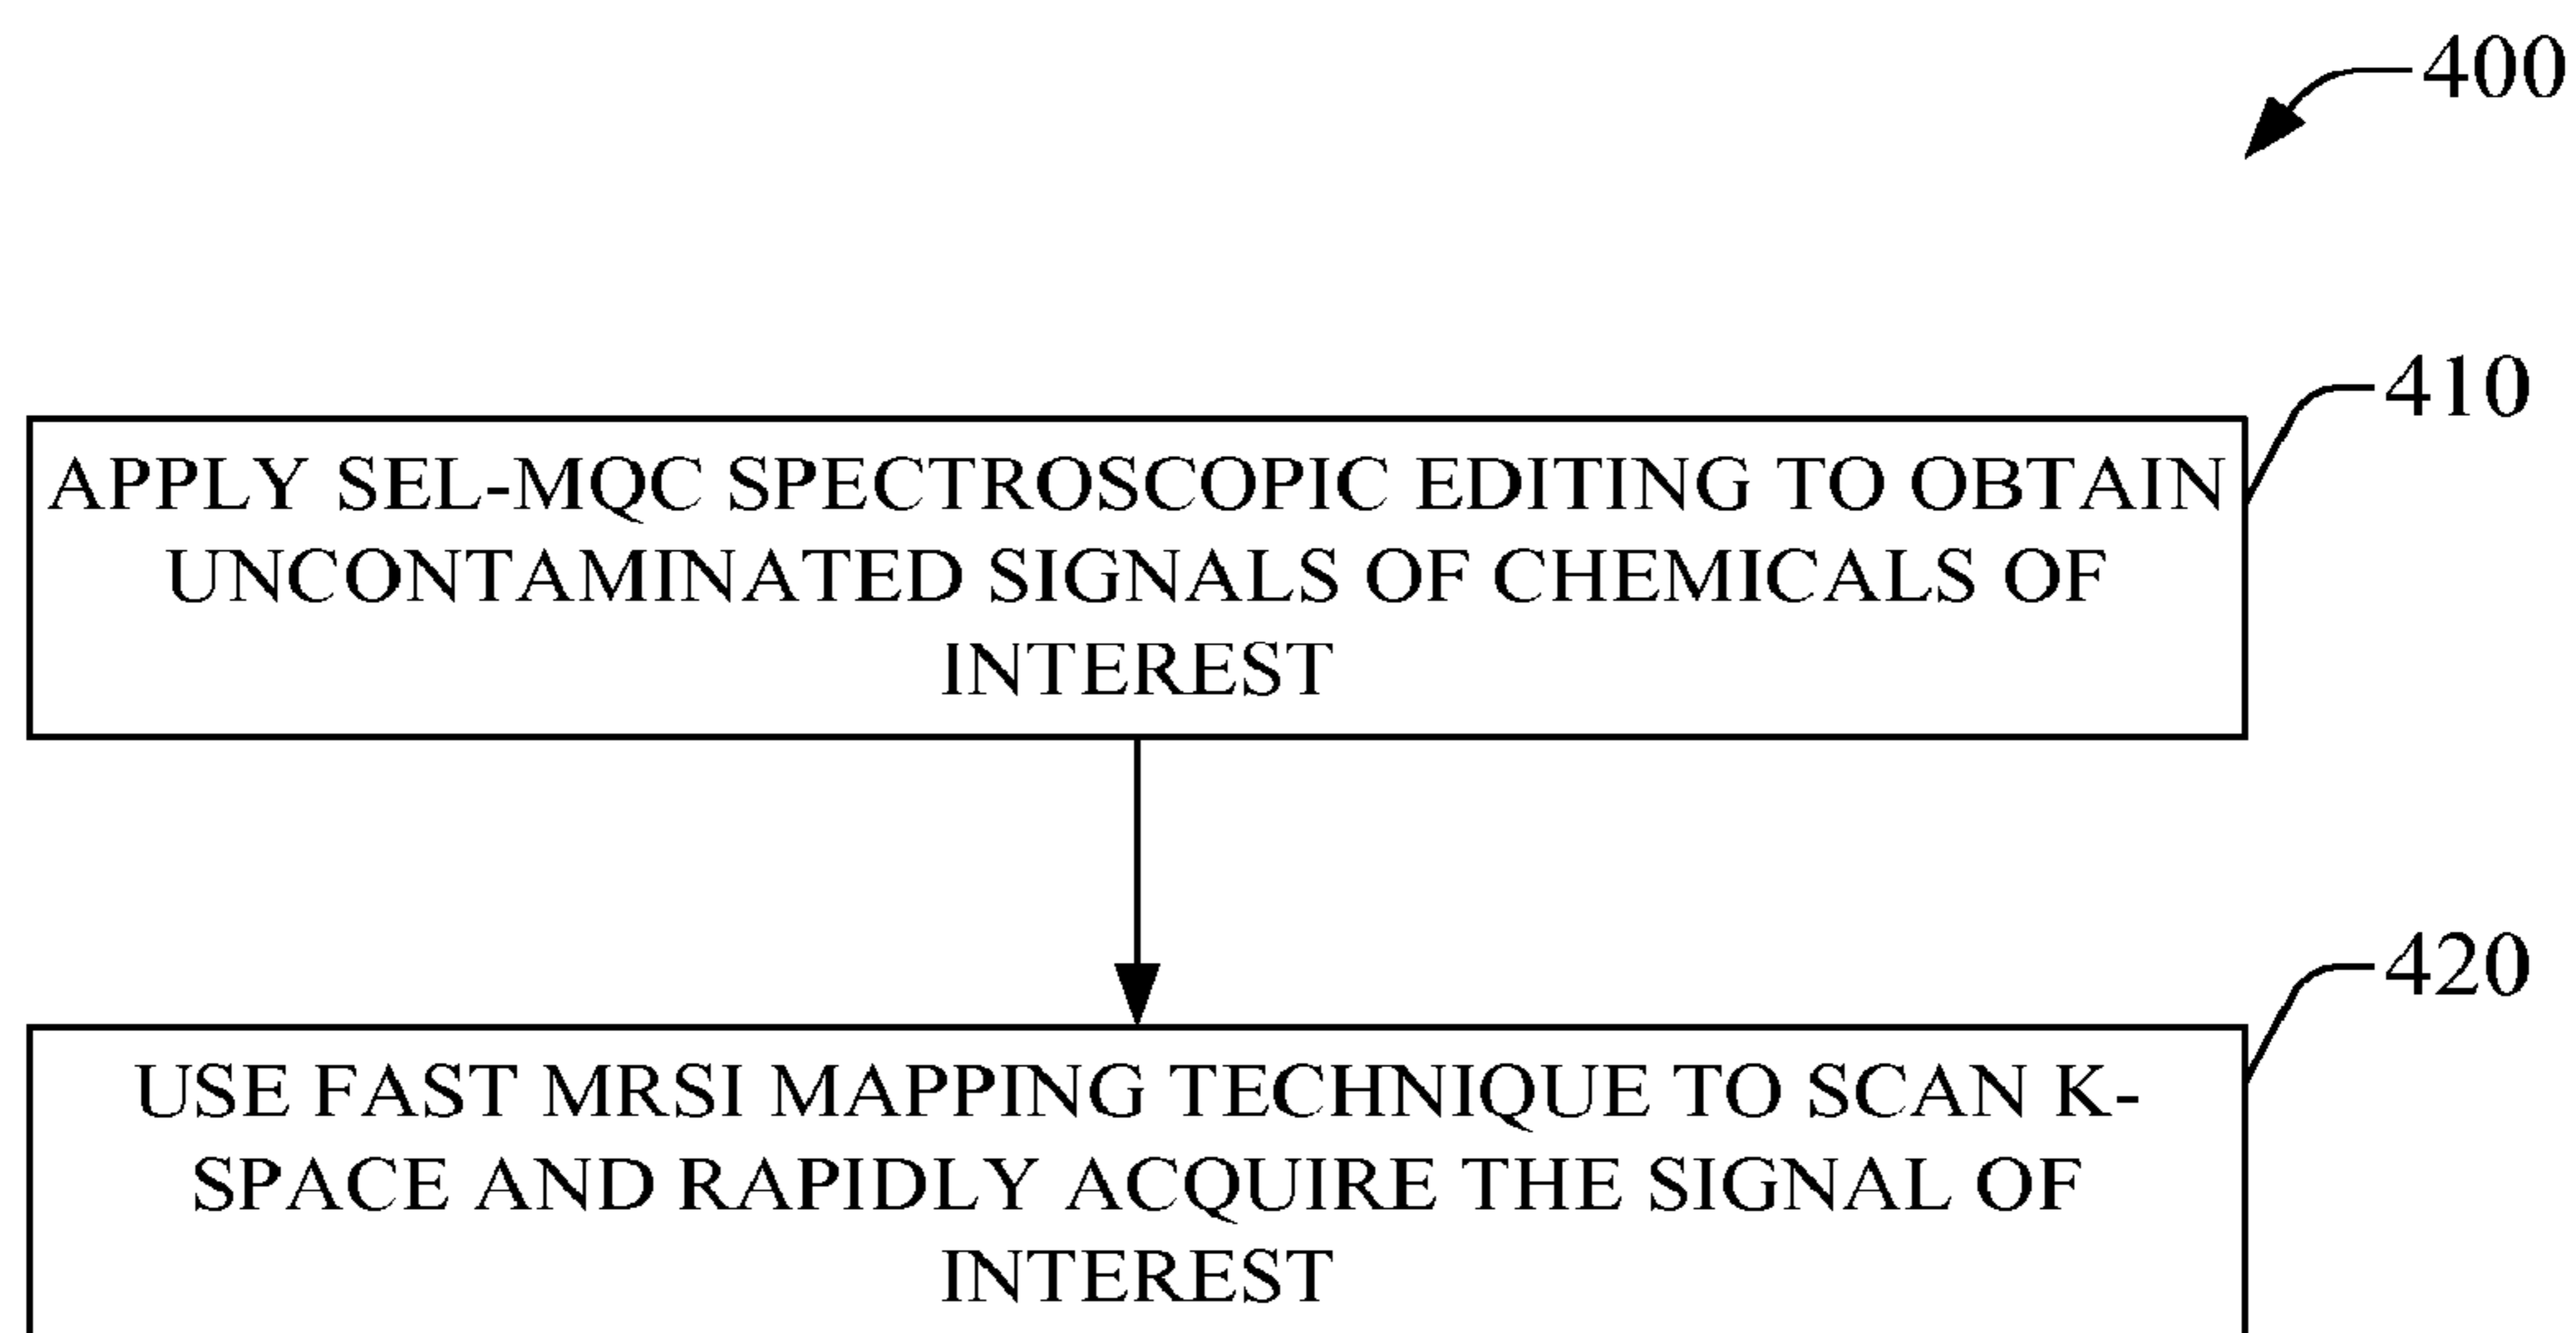 400
410
APPLY SEL-MQC SPECTROSCOPIC EDITING TO OBTAIN
UNCONTAMINATED SIGNALS OF CHEMICALS OF
INTEREST
420
USE FAST MRSI MAPPING TECHNIQUE TO SCAN K-
SPACE AND RAPIDLY ACQUIRE THE SIGNAL OF
INTEREST